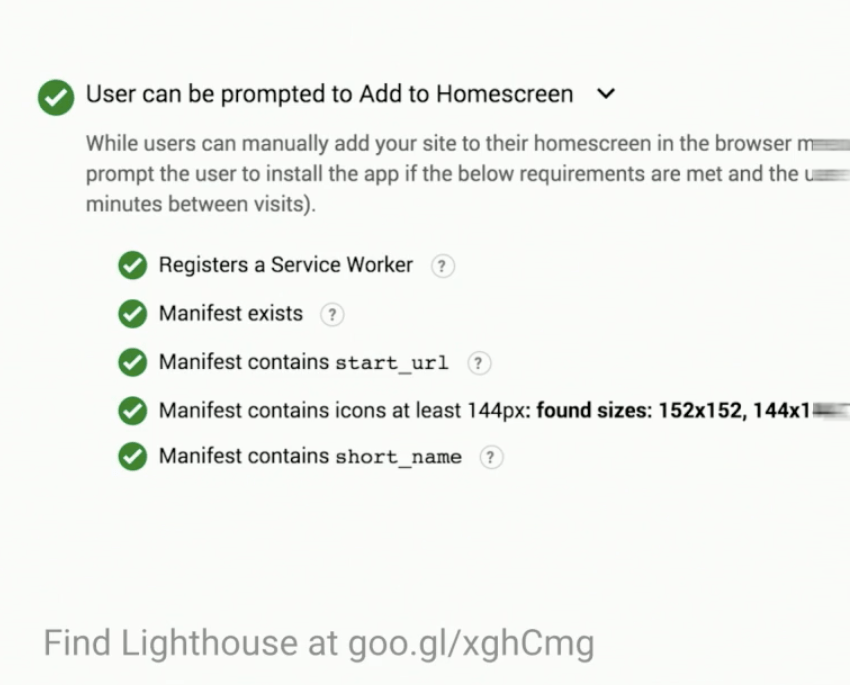 User can be prompted to Add to Homescreen
While users can manually add your site to their homescreen in the browser
prompt the user to install the app if the below requirements are met and the
minutes between visits).
Registers a Service Worker ?
Manifest exists ?
Manifest contains start_url ?
Manifest contains icons at least 144px: found sizes: 152x152,
Manifest contains short_name ?
Find Lighthouse at goo.gl/xghCmg